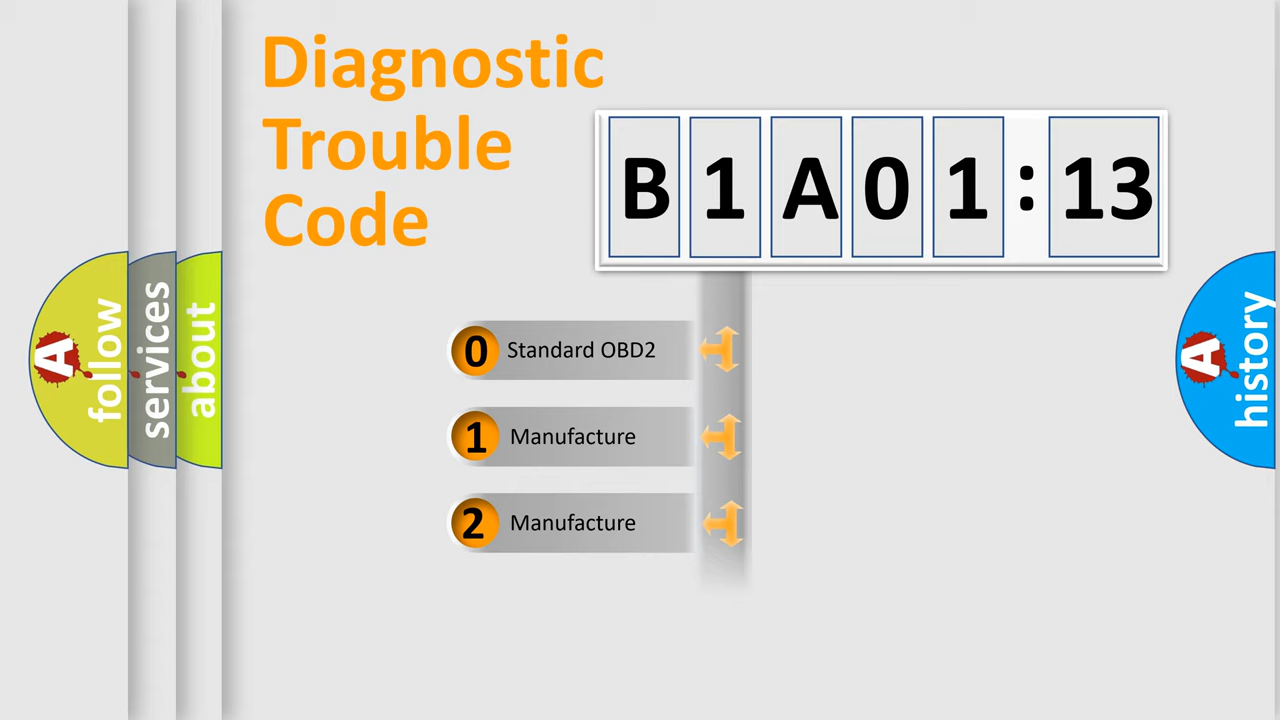 Diagnostic
Trouble
Code
B 1 A 0 1 : 13
0 Standard OBD2
1 Manufacture
2 Manufacture
A follow
services
about
A history